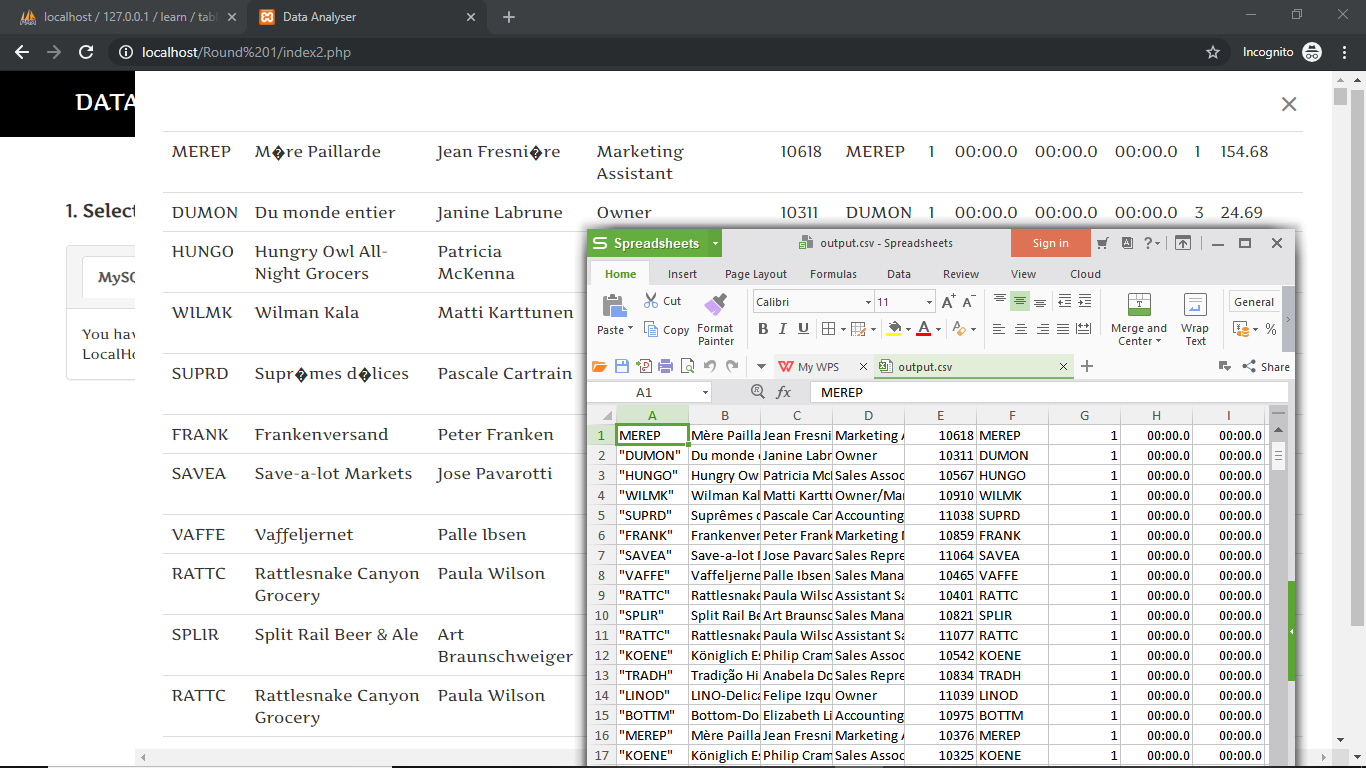 localhost / 127.0.0.1 / learn / tab
Data Analyser
localhost/Round%201/index2.php
Incognito
DATA
1. Select
MySQ
You hav
LocalHo
MEREP M�re Paillarde Jean Fresni�re Marketing Assistant 10618 MEREP 1 00:00.0 00:00.0 00:00.0 1 154.68
DUMON Du monde entier Janine Labrune Owner 10311 DUMON 1 00:00.0 00:00.0 00:00.0 3 24.69
HUNGO Hungry Owl All-Night Grocers Patricia McKenna
WILMK Wilman Kala Matti Karttunen
SUPRD Supr�mes d�lices Pascale Cartrain
FRANK Frankenversand Peter Franken
SAVEA Save-a-lot Markets Jose Pavarotti
VAFFE Vaffeljernet Palle Ibsen
RATTC Rattlesnake Canyon Grocery Paula Wilson
SPLIR Split Rail Beer & Ale Art Braunschweiger
RATTC Rattlesnake Canyon Grocery Paula Wilson
S Spreadsheets output.csv - Spreadsheets Sign in
Home Insert Page Layout Formulas Data Review View Cloud
Cut Calibri 11 A+ A- General
Paste Copy Format Painter B I U Merge and Center Wrap Text %
My WPS output.csv Share
A1 fx MEREP
A B C D E F G H I
1 MEREP Mère Pailla Jean Fresni Marketing A 10618 MEREP 1 00:00.0 00:00.0
2 "DUMON" Du monde e Janine Labr Owner 10311 DUMON 1 00:00.0 00:00.0
3 "HUNGO" Hungry Ow Patricia McK Sales Assoc 10567 HUNGO 1 00:00.0 00:00.0
4 "WILMK" Wilman Kal Matti Karttu Owner/Mar 10910 WILMK 1 00:00.0 00:00.0
5 "SUPRD" Suprêmes d Pascale Car Accounting 11038 SUPRD 1 00:00.0 00:00.0
6 "FRANK" Frankenver Peter Frank Marketing M 10859 FRANK 1 00:00.0 00:00.0
7 "SAVEA" Save-a-lot M Jose Pavaro Sales Repre 11064 SAVEA 1 00:00.0 00:00.0
8 "VAFFE" Vaffeljerne Palle Ibsen Sales Mana 10465 VAFFE 1 00:00.0 00:00.0
9 "RATTC" Rattlesnake Paula Wilso Assistant Sa 10401 RATTC 1 00:00.0 00:00.0
10 "SPLIR" Split Rail Be Art Braunsc Sales Mana 10821 SPLIR 1 00:00.0 00:00.0
11 "RATTC" Rattlesnake Paula Wilso Assistant Sa 11077 RATTC 1 00:00.0 00:00.0
12 "KOENE" Königlich Es Philip Cram Sales Assoc 10542 KOENE 1 00:00.0 00:00.0
13 "TRADH" Tradição Hi Anabela Do Sales Repre 10834 TRADH 1 00:00.0 00:00.0
14 "LINOD" LINO-Delica Felipe Izqu Owner 11039 LINOD 1 00:00.0 00:00.0
15 "BOTTM" Bottom-Do Elizabeth Li Accounting 10975 BOTTM 1 00:00.0 00:00.0
16 "MEREP" Mère Pailla Jean Fresni Marketing A 10376 MEREP 1 00:00.0 00:00.0
17 "KOENE" Königlich Es Philip Cram Sales Assoc 10325 KOENE 1 00:00.0 00:00.0